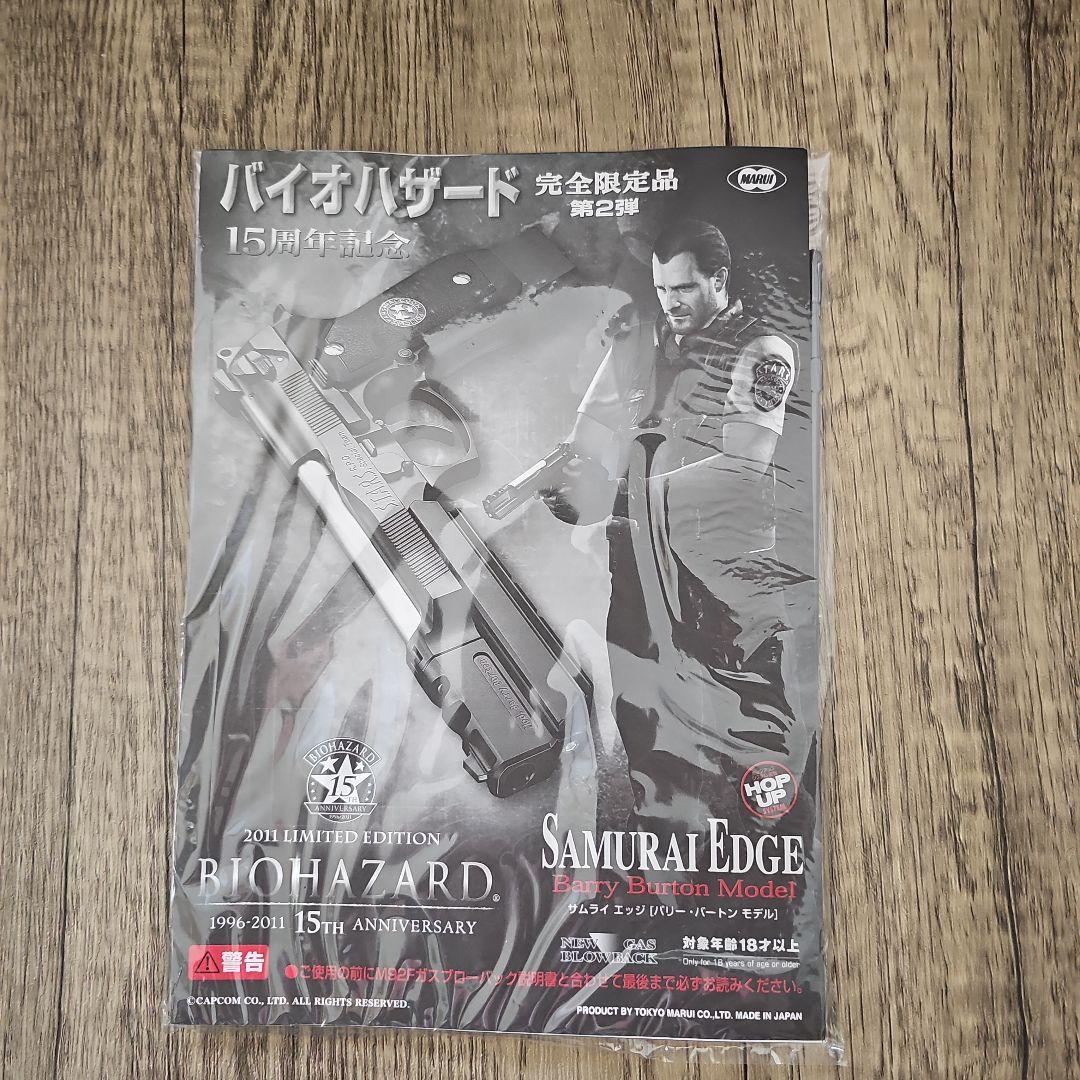 バイオハザード
15周年記念
完全限定品
第2弾
MARUI
S.T.A.R.S.
BIOHAZARD
15TH
ANNIVERSARY
1996-2011
2011 LIMITED EDITION
BIOHAZARD®
1996-2011 15TH ANNIVERSARY
HOP
UP
SYSTEM
SAMURAI EDGE
Barry Burton Model
サムライ エッジ [バリー・バートン モデル]
NEW GAS
BLOWBACK
対象年齢18才以上
Only for 18 years of age or older
警告
●ご使用の前にM92Fガスブローバック説明書と合わせて最後まで必ずお読みください。
©CAPCOM CO., LTD. ALL RIGHTS RESERVED.
PRODUCT BY TOKYO MARUI CO.,LTD. MADE IN JAPAN